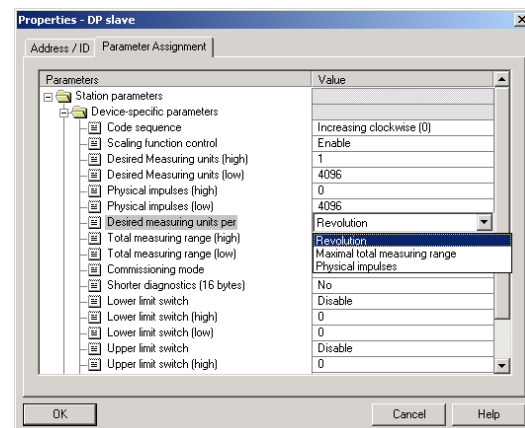 Properties - DP slave
Address / ID Parameter Assignment
Parameters Value
Station parameters
Device-specific parameters
Code sequence Increasing clockwise (0)
Scaling function control Enable
Desired Measuring units (high) 1
Desired Measuring units (low) 4096
Physical impulses (high) 0
Physical impulses (low) 4096
Desired measuring units per Revolution
Total measuring range (high) Revolution
Total measuring range (low) Maximal total measuring range
Commissioning mode Physical impulses
Shorter diagnostics (16 bytes) No
Lower limit switch Disable
Lower limit switch (high) 0
Lower limit switch (low) 0
Upper limit switch Disable
Upper limit switch (high) 0
OK Cancel Help